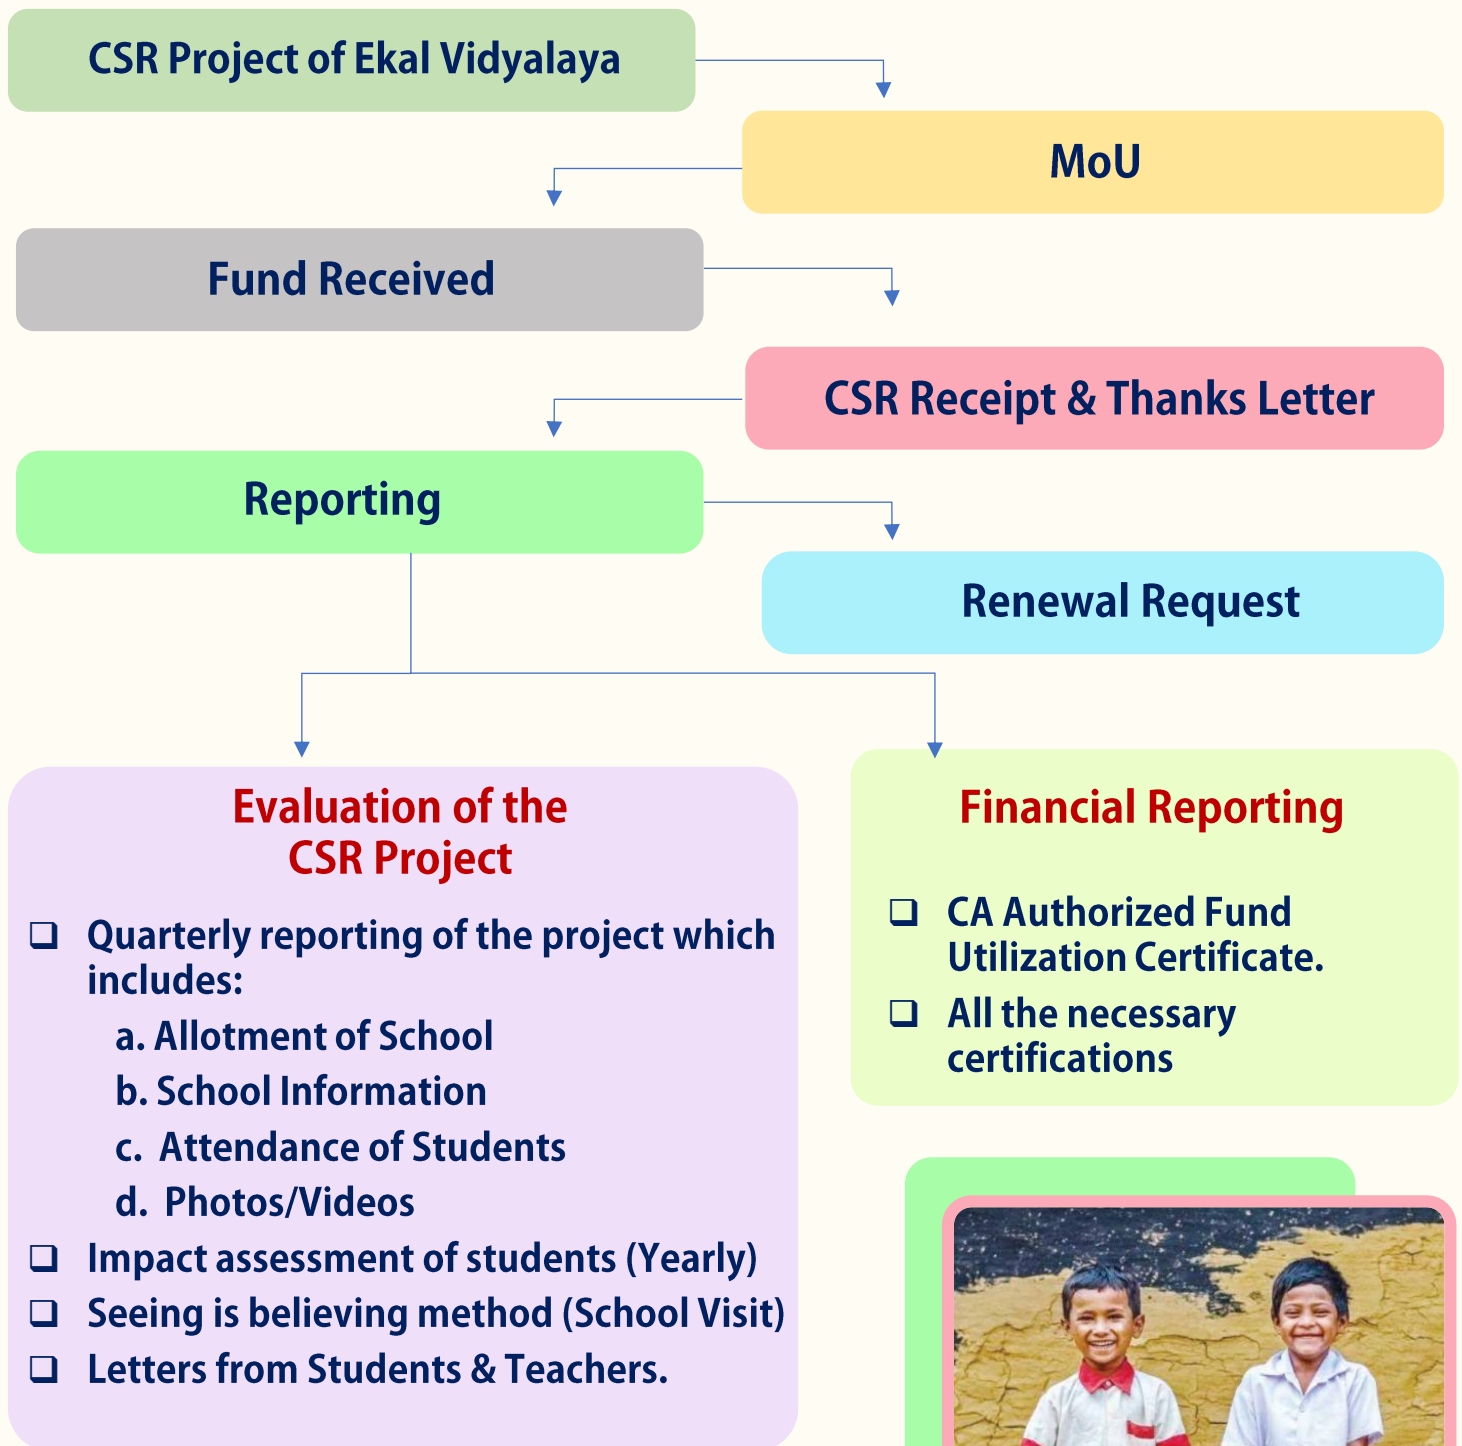 CSR Project of Ekal Vidyalaya
MoU
Fund Received
CSR Receipt & Thanks Letter
Reporting
Renewal Request
Evaluation of the
CSR Project
❑ Quarterly reporting of the project which
includes:
a. Allotment of School
b. School Information
c. Attendance of Students
d. Photos/Videos
❑ Impact assessment of students (Yearly)
❑ Seeing is believing method (School Visit)
❑ Letters from Students & Teachers.
Financial Reporting
❑ CA Authorized Fund
Utilization Certificate.
❑ All the necessary
certifications